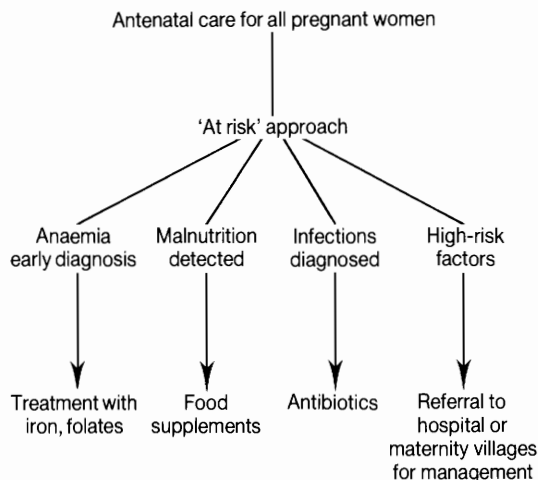 Antenatal care for all pregnant women
'At risk' approach
Anaemia
early diagnosis
Malnutrition
detected
Infections
diagnosed
High-risk
factors
Treatment with
iron, folates
Food
supplements
Antibiotics
Referral to
hospital or
maternity villages
for management